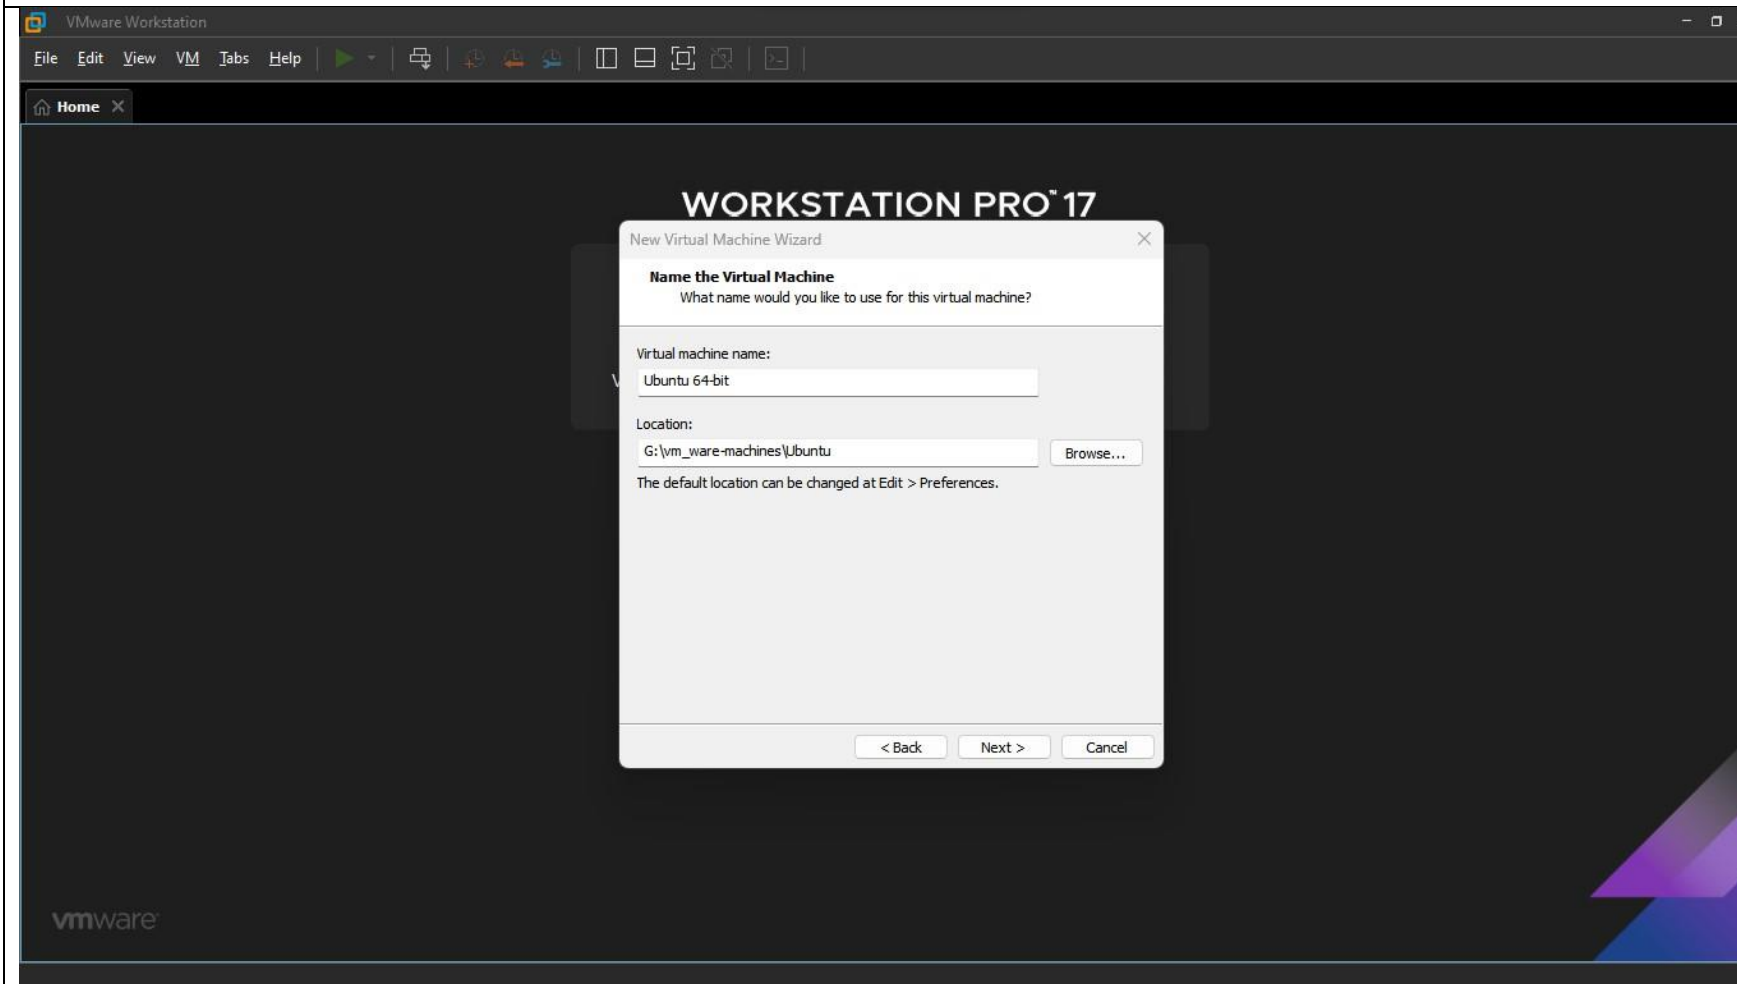 VMware Workstation
File Edit View VM Tabs Help
Home
WORKSTATION PRO™ 17
New Virtual Machine Wizard
Name the Virtual Machine
What name would you like to use for this virtual machine?
Virtual machine name:
Ubuntu 64-bit
Location:
G:\vm_ware-machines\Ubuntu
Browse...
The default location can be changed at Edit > Preferences.
< Back Next > Cancel
vmware